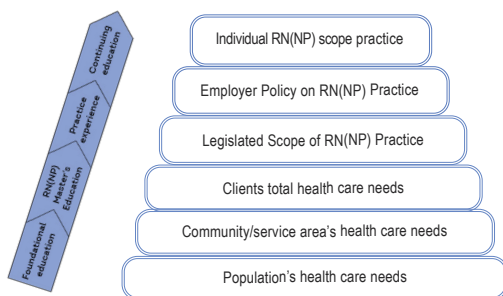 Continuing
education
Practice
experience
RN(NP)
Master's
Education
Foundational
education
Individual RN(NP) scope practice
Employer Policy on RN(NP) Practice
Legislated Scope of RN(NP) Practice
Clients total health care needs
Community/service area's health care needs
Population's health care needs